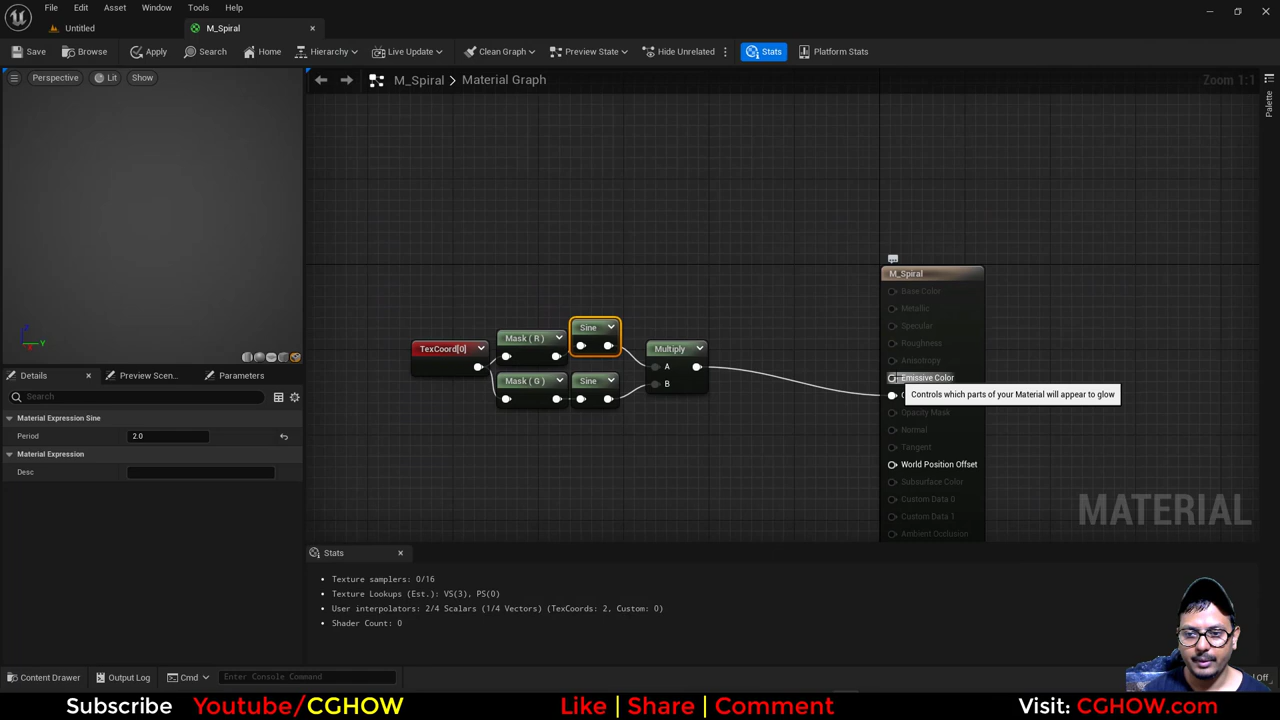 File Edit Asset Window Tools Help
Untitled
M_Spiral
Save Browse Apply Search Home Hierarchy Live Update Clean Graph Preview State Hide Unrelated Stats Platform Stats
Perspective Lit Show
M_Spiral > Material Graph
Zoom 1:1
Palette
M_Spiral
Base Color
Metallic
Specular
Roughness
Anisotropy
Emissive Color
Controls which parts of your Material will appear to glow
Opacity Mask
Normal
Tangent
World Position Offset
Subsurface Color
Custom Data 0
Custom Data 1
Ambient Occlusion
TexCoord[0]
Mask ( R )
Sine
Mask ( G )
Sine
Multiply
A
B
MATERIAL
Z
Y
Details Preview Scen... Parameters
Search
Material Expression Sine
Period 2.0
Material Expression
Desc
Stats
Texture samplers: 0/16
Texture Lookups (Est.): VS(3), PS(0)
User interpolators: 2/4 Scalars (1/4 Vectors) (TexCoords: 2, Custom: 0)
Shader Count: 0
Content Drawer Output Log Cmd Enter Console Command
Off
Subscribe Youtube/CGHOW Like | Share | Comment Visit: CGHOW.com